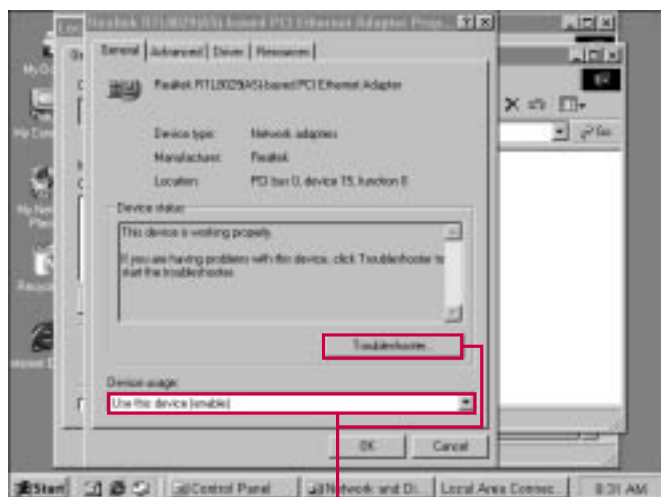 Realtek RTL8029(AS)-based PCI Ethernet Adapter Prop...
General Advanced Driver Resources
Realtek RTL8029(AS)-based PCI Ethernet Adapter
Device type: Network adapters
Manufacturer: Realtek
Location: PCI bus 0, device 15, function 0
Device status
This device is working properly.
If you are having problems with this device, click Troubleshooter to
start the troubleshooter.
Troubleshooter...
Device usage:
Use this device (enable)
OK Cancel
Go
Start Control Panel Network and Di... Local Area Connec... 8:31 AM